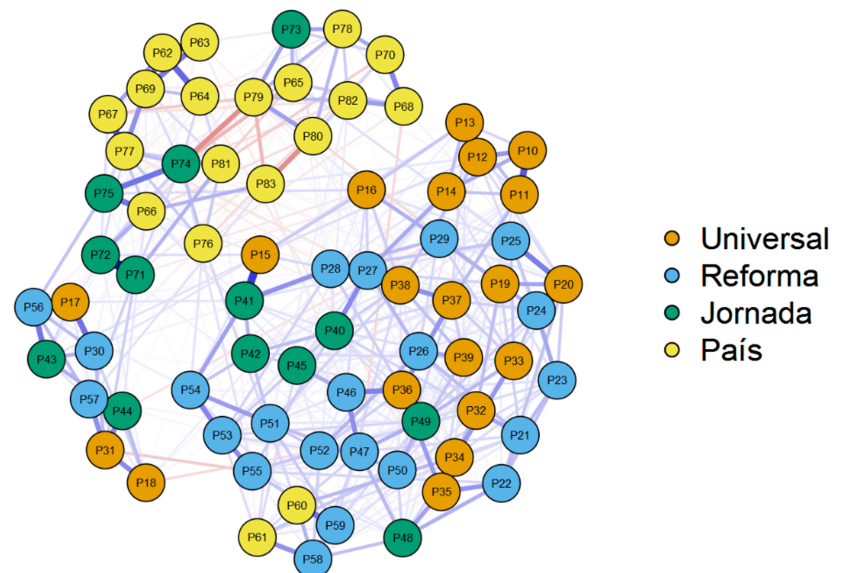 P73
P78
P63
P62
P70
P65
P69
P64
P79
P82
P68
P67
P13
P80
P77
P12
P10
P74
P81
P83
P16
P14
P11
P75
P66
P29
P25
P76
P72
P15
P71
P28
P27
P38
P19
P20
P17
P56
P41
P37
P24
P40
P30
P42
P26
P39
P33
P43
P45
P23
P54
P46
P36
P57
P44
P32
P51
P49
P53
P21
P31
P52
P47
P34
P55
P50
P18
P35
P22
P60
P59
P61
P48
P58
Universal
Reforma
Jornada
País